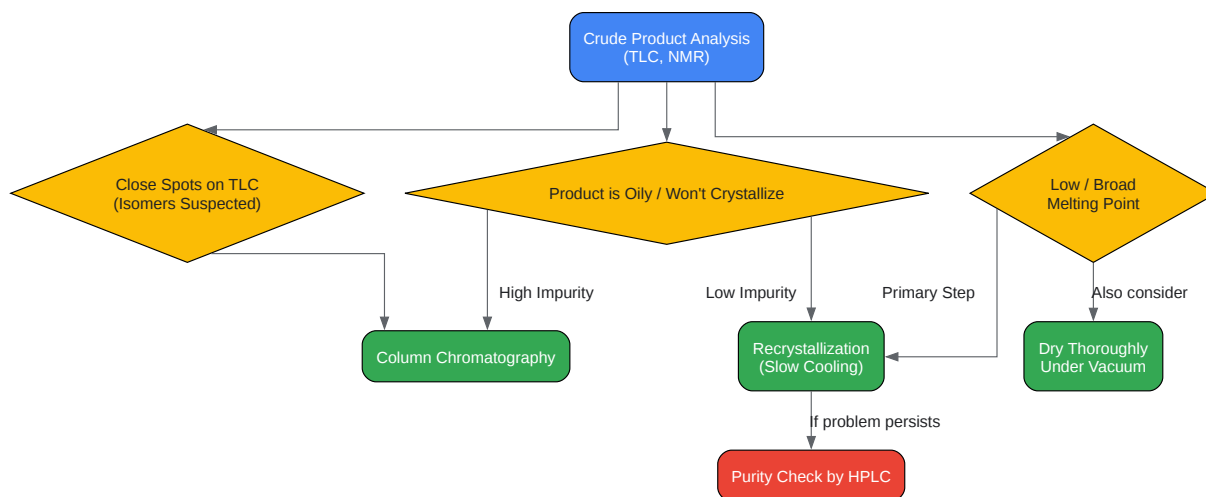 Crude Product Analysis
(TLC, NMR)
Close Spots on TLC
(Isomers Suspected)
Product is Oily / Won't Crystallize
Low / Broad
Melting Point
High Impurity
Low Impurity
Primary Step
Also consider
Column Chromatography
Recrystallization
(Slow Cooling)
Dry Thoroughly
Under Vacuum
If problem persists
Purity Check by HPLC